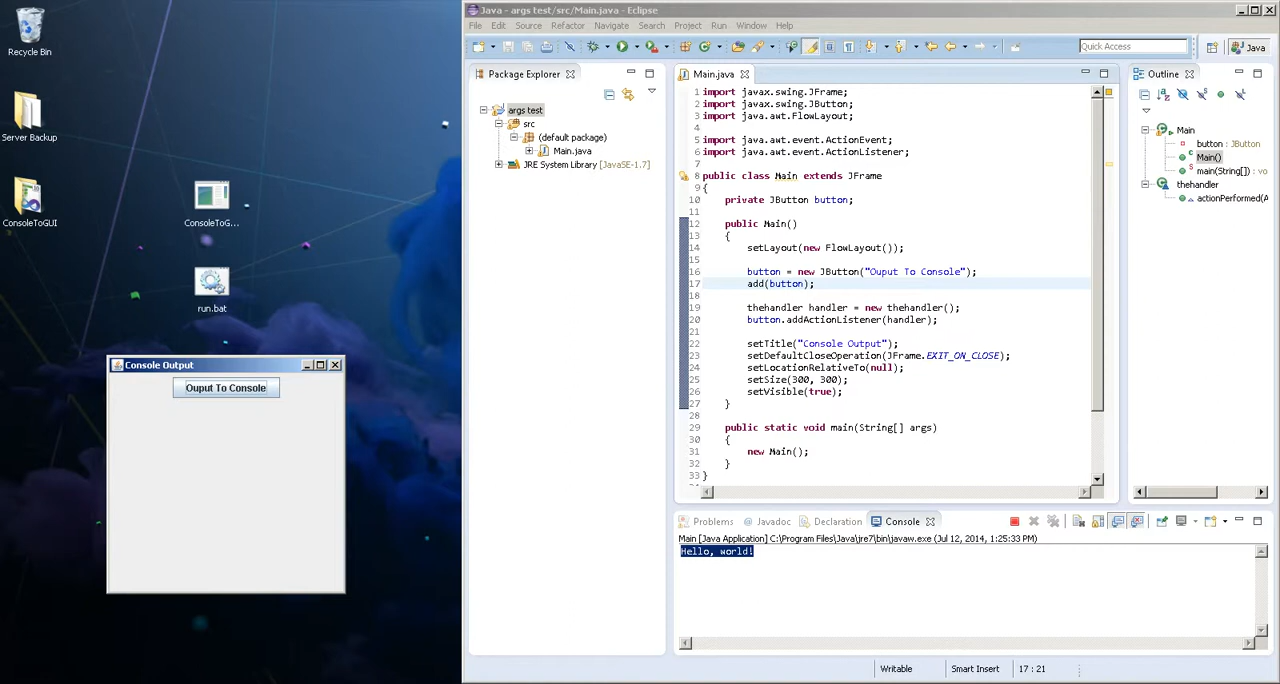 Recycle Bin
Server Backup
ConsoleToGUI
ConsoleToG...
run.bat
Console Output
Ouput To Console
Java - args test/src/Main.java - Eclipse
File Edit Source Refactor Navigate Search Project Run Window Help
Quick Access
Java
Package Explorer
args test
src
(default package)
Main.java
JRE System Library [JavaSE-1.7]
Main.java
1 import javax.swing.JFrame;
2 import javax.swing.JButton;
3 import java.awt.FlowLayout;
5 import java.awt.event.ActionEvent;
6 import java.awt.event.ActionListener;
7
8 public class Main extends JFrame
9 {
10 private JButton button;
11
12 public Main()
13 {
14 setLayout(new FlowLayout());
15
16 button = new JButton("Ouput To Console");
17 add(button);
18
19 thehandler handler = new thehandler();
20 button.addActionListener(handler);
21
22 setTitle("Console Output");
23 setDefaultCloseOperation(JFrame.EXIT_ON_CLOSE);
24 setLocationRelativeTo(null);
25 setSize(300, 300);
26 setVisible(true);
27 }
28
29 public static void main(String[] args)
30 {
31 new Main();
32 }
33 }
Outline
Main
button : JButton
Main()
main(String[]) : vo
thehandler
actionPerformed(A
Problems @ Javadoc Declaration Console
Main [Java Application] C:\Program Files\Java\jre7\bin\javaw.exe (Jul 12, 2014, 1:25:33 PM)
Hello, world!
Writable Smart Insert 17 : 21